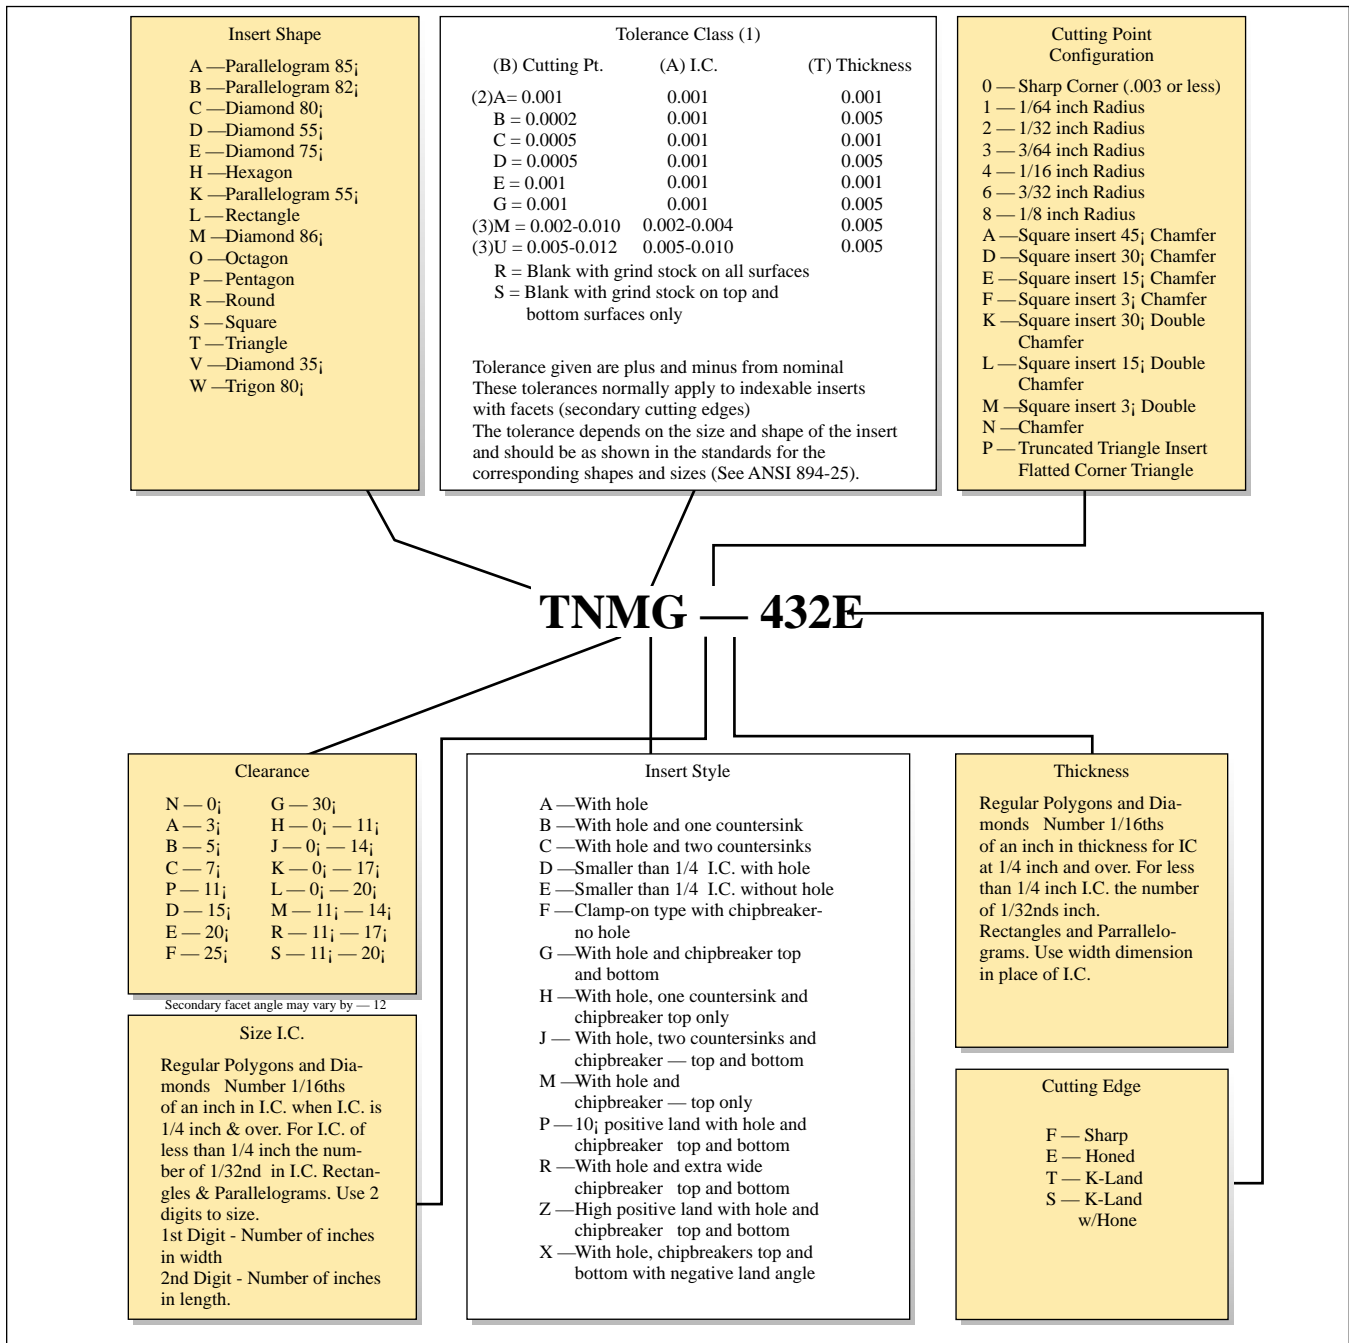 Insert Shape
A —Parallelogram 85¡
B —Parallelogram 82¡
C —Diamond 80¡
D —Diamond 55¡
E —Diamond 75¡
H —Hexagon
K —Parallelogram 55¡
L —Rectangle
M —Diamond 86¡
O —Octagon
P —Pentagon
R —Round
S —Square
T —Triangle
V —Diamond 35¡
W —Trigon 80¡
Tolerance Class (1)
(B) Cutting Pt. (A) I.C. (T) Thickness
(2)A= 0.001 0.001 0.001
B = 0.0002 0.001 0.005
C = 0.0005 0.001 0.001
D = 0.0005 0.001 0.005
E = 0.001 0.001 0.001
G = 0.001 0.001 0.005
(3)M = 0.002-0.010 0.002-0.004 0.005
(3)U = 0.005-0.012 0.005-0.010 0.005
R = Blank with grind stock on all surfaces
S = Blank with grind stock on top and
bottom surfaces only
Tolerance given are plus and minus from nominal
These tolerances normally apply to indexable inserts
with facets (secondary cutting edges)
The tolerance depends on the size and shape of the insert
and should be as shown in the standards for the
corresponding shapes and sizes (See ANSI 894-25).
Cutting Point
Configuration
0 — Sharp Corner (.003 or less)
1 — 1/64 inch Radius
2 — 1/32 inch Radius
3 — 3/64 inch Radius
4 — 1/16 inch Radius
6 — 3/32 inch Radius
8 — 1/8 inch Radius
A —Square insert 45¡ Chamfer
D —Square insert 30¡ Chamfer
E —Square insert 15¡ Chamfer
F —Square insert 3¡ Chamfer
K —Square insert 30¡ Double
Chamfer
L —Square insert 15¡ Double
Chamfer
M —Square insert 3¡ Double
N —Chamfer
P — Truncated Triangle Insert
Flatted Corner Triangle
TNMG — 432E
Clearance
N — 0¡ G — 30¡
A — 3¡ H — 0¡ — 11¡
B — 5¡ J — 0¡ — 14¡
C — 7¡ K — 0¡ — 17¡
P — 11¡ L — 0¡ — 20¡
D — 15¡ M — 11¡ — 14¡
E — 20¡ R — 11¡ — 17¡
F — 25¡ S — 11¡ — 20¡
Secondary facet angle may vary by — 12
Size I.C.
Regular Polygons and Dia-
monds Number 1/16ths
of an inch in I.C. when I.C. is
1/4 inch & over. For I.C. of
less than 1/4 inch the num-
ber of 1/32nd in I.C. Rectan-
gles & Parallelograms. Use 2
digits to size.
1st Digit - Number of inches
in width
2nd Digit - Number of inches
in length.
Insert Style
A —With hole
B —With hole and one countersink
C —With hole and two countersinks
D —Smaller than 1/4 I.C. with hole
E —Smaller than 1/4 I.C. without hole
F — Clamp-on type with chipbreaker-
no hole
G —With hole and chipbreaker top
and bottom
H —With hole, one countersink and
chipbreaker top only
J — With hole, two countersinks and
chipbreaker — top and bottom
M —With hole and
chipbreaker — top only
P — 10¡ positive land with hole and
chipbreaker top and bottom
R —With hole and extra wide
chipbreaker top and bottom
Z —High positive land with hole and
chipbreaker top and bottom
X —With hole, chipbreakers top and
bottom with negative land angle
Thickness
Regular Polygons and Dia-
monds Number 1/16ths
of an inch in thickness for IC
at 1/4 inch and over. For less
than 1/4 inch I.C. the number
of 1/32nds inch.
Rectangles and Parrallelo-
grams. Use width dimension
in place of I.C.
Cutting Edge
F — Sharp
E — Honed
T — K-Land
S — K-Land
w/Hone